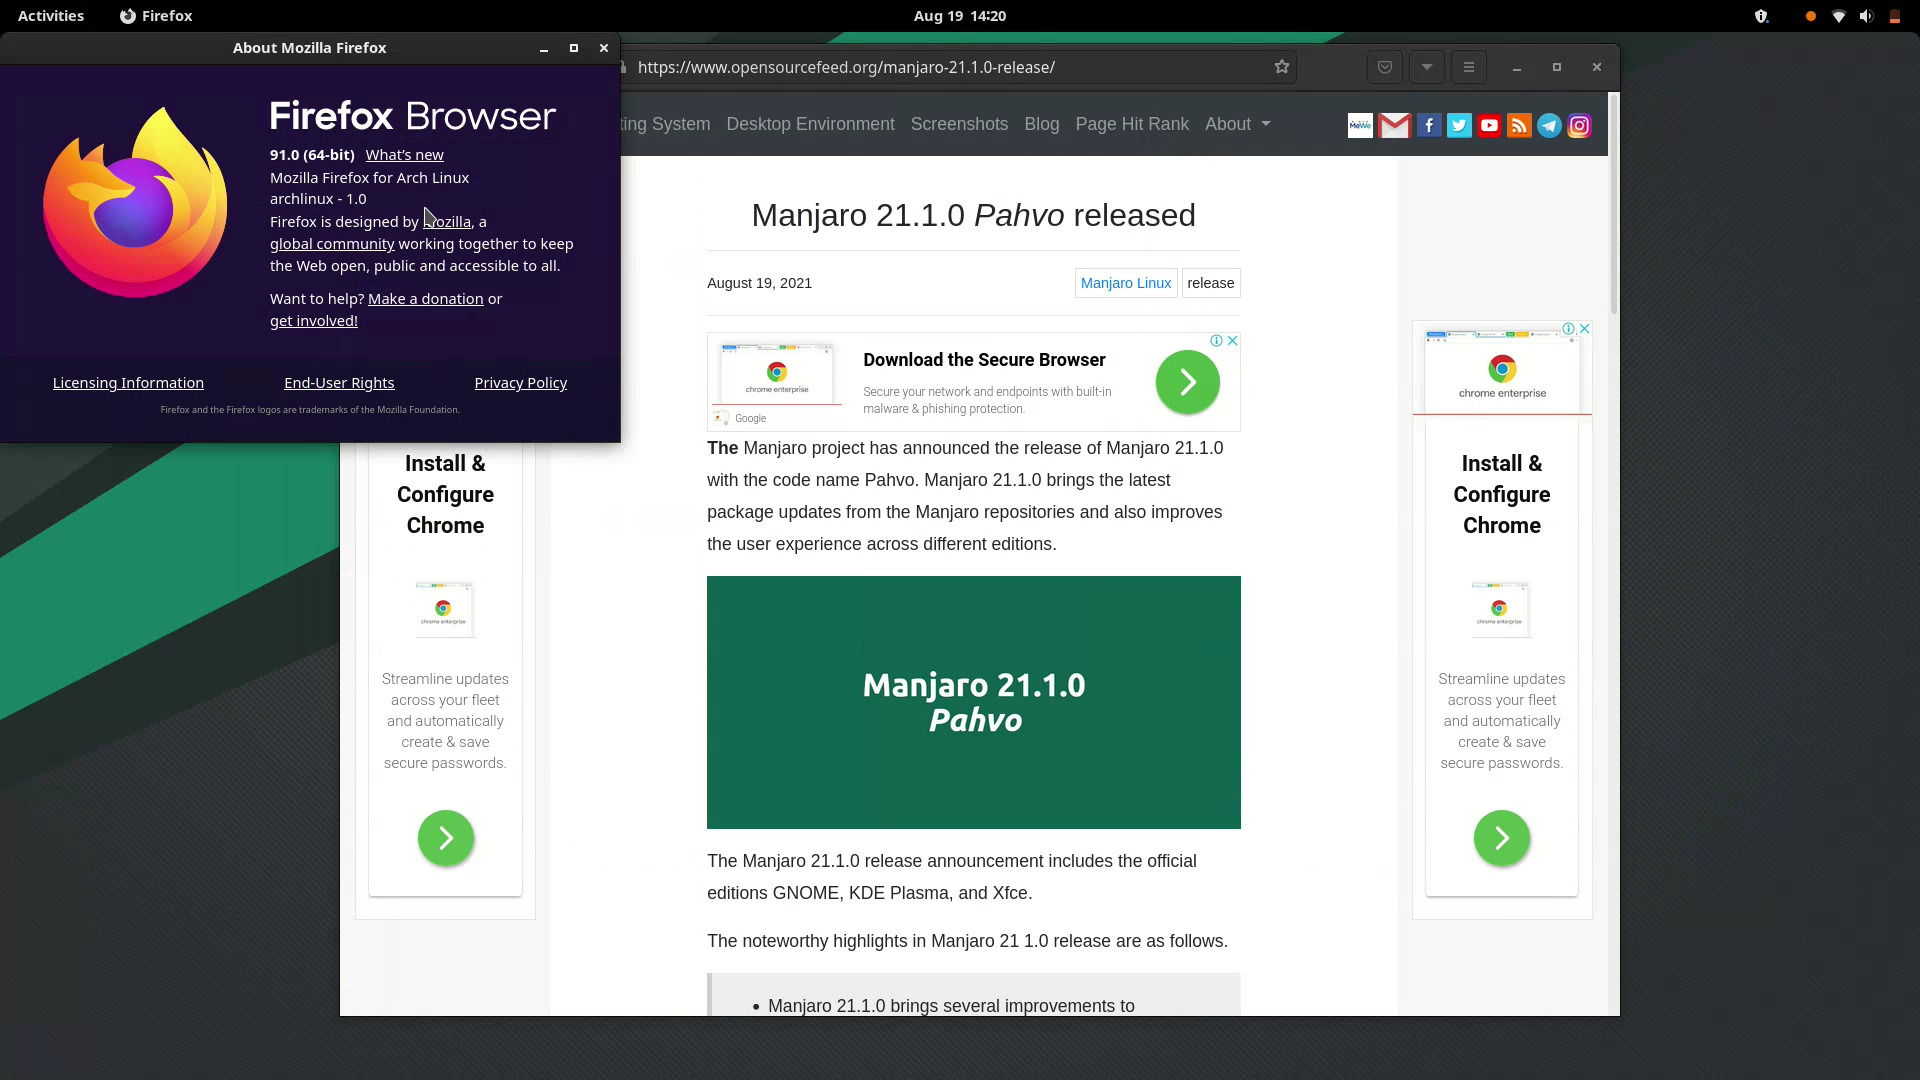 Activities
Firefox
Aug 19 14:20
About Mozilla Firefox
Firefox Browser
91.0 (64-bit) What's new
Mozilla Firefox for Arch Linux
archlinux - 1.0
Firefox is designed by Mozilla, a
global community working together to keep
the Web open, public and accessible to all.
Want to help? Make a donation or
get involved!
Licensing Information
End-User Rights
Privacy Policy
Firefox and the Firefox logos are trademarks of the Mozilla Foundation.
https://www.opensourcefeed.org/manjaro-21.1.0-release/
ting System
Desktop Environment
Screenshots
Blog
Page Hit Rank
About
MeWe
Manjaro 21.1.0 Pahvo released
August 19, 2021
Manjaro Linux
release
chrome enterprise
Google
Download the Secure Browser
Secure your network and endpoints with built-in
malware & phishing protection.
The Manjaro project has announced the release of Manjaro 21.1.0
with the code name Pahvo. Manjaro 21.1.0 brings the latest
package updates from the Manjaro repositories and also improves
the user experience across different editions.
Manjaro 21.1.0
Pahvo
The Manjaro 21.1.0 release announcement includes the official
editions GNOME, KDE Plasma, and Xfce.
The noteworthy highlights in Manjaro 21 1.0 release are as follows.
• Manjaro 21.1.0 brings several improvements to
Install &
Configure
Chrome
chrome enterprise
Streamline updates
across your fleet
and automatically
create & save
secure passwords.
chrome enterprise
Install &
Configure
Chrome
chrome enterprise
Streamline updates
across your fleet
and automatically
create & save
secure passwords.